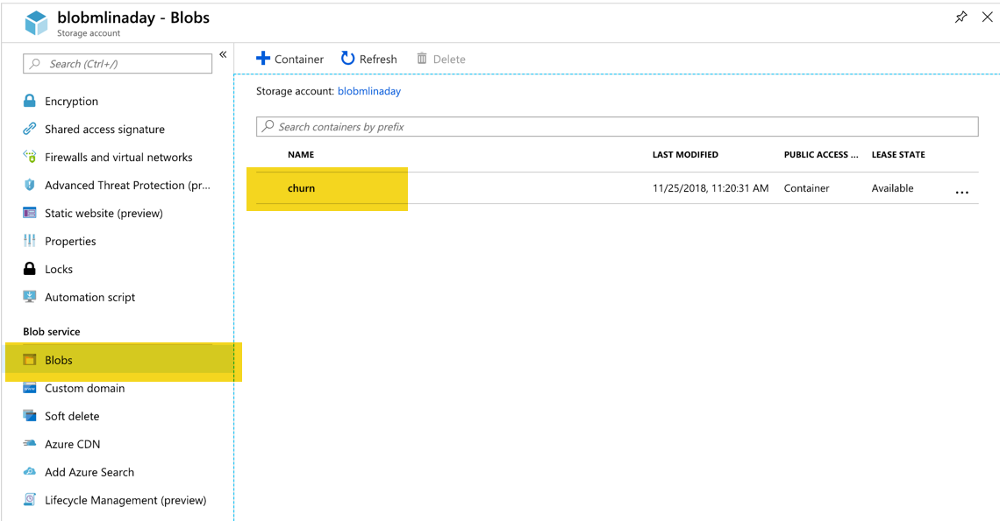 blobmlinaday - Blobs
Storage account
Search (Ctrl+/)
«
Encryption
Shared access signature
Firewalls and virtual networks
Advanced Threat Protection (pr...
Static website (preview)
Properties
Locks
Automation script
Blob service
Blobs
Custom domain
Soft delete
Azure CDN
Add Azure Search
Lifecycle Management (preview)
Container Refresh Delete
Storage account: blobmlinaday
Search containers by prefix
NAME LAST MODIFIED PUBLIC ACCESS ... LEASE STATE
churn 11/25/2018, 11:20:31 AM Container Available ...